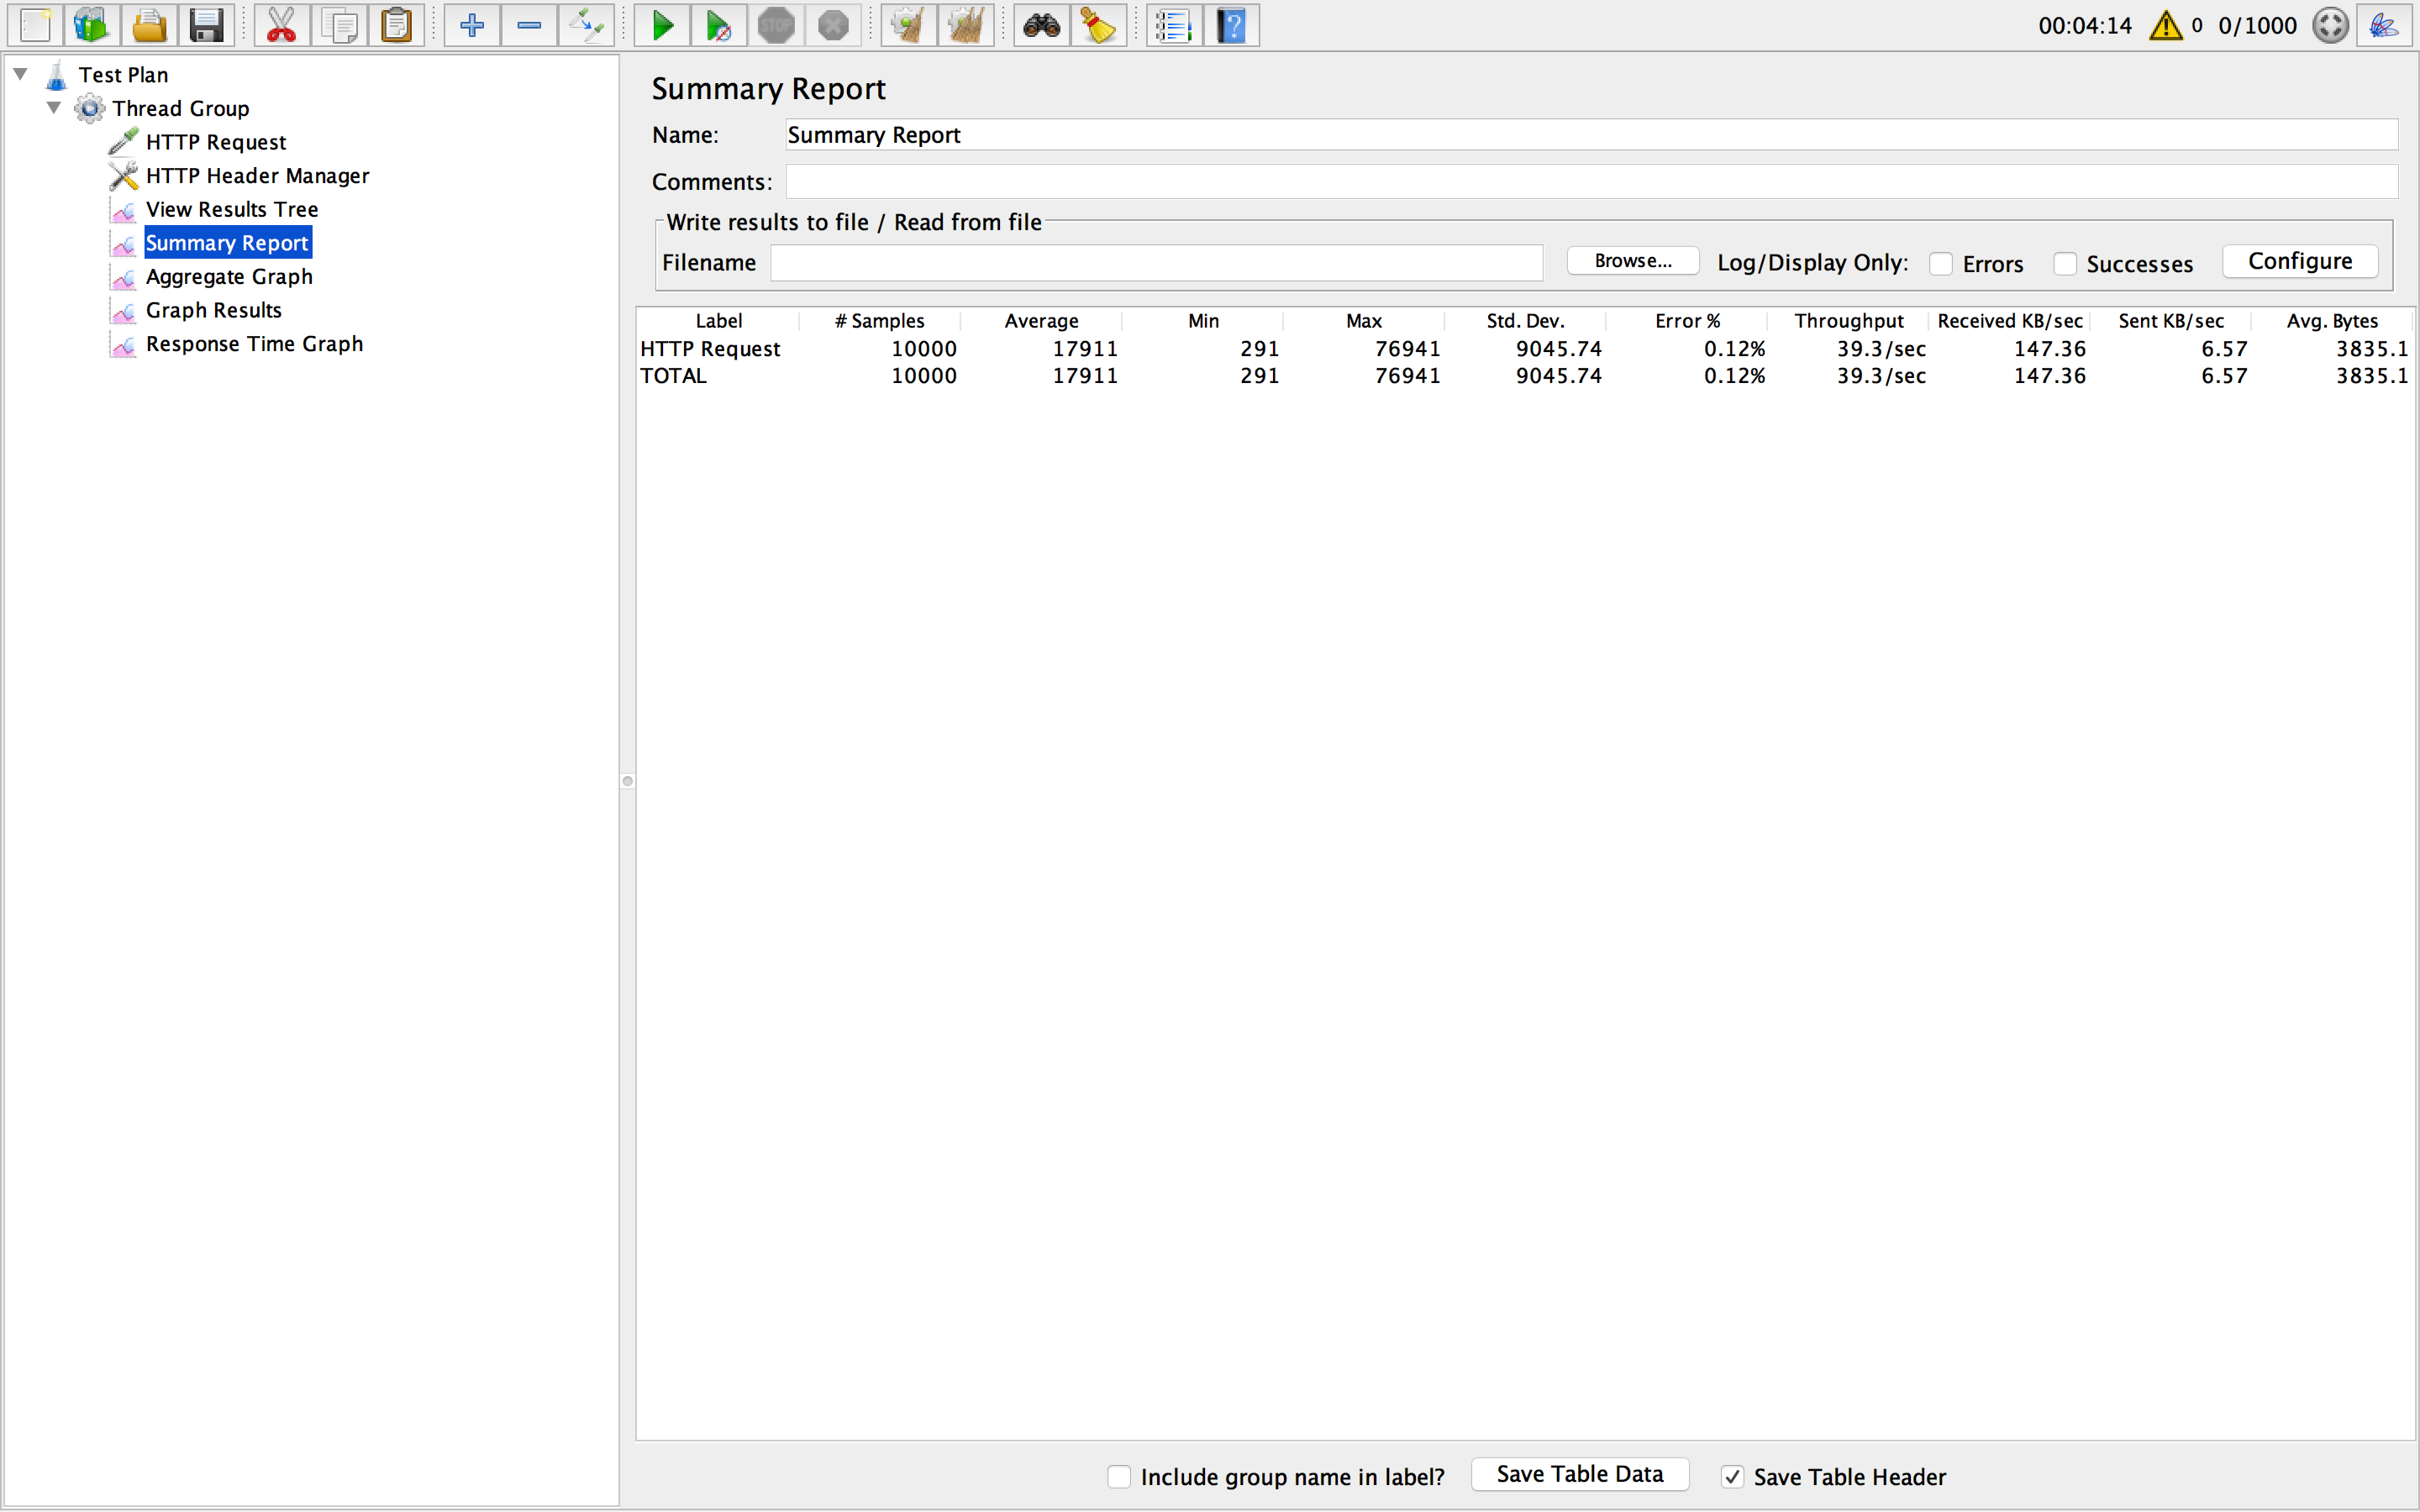 STOP
?
00:04:14 0 0/1000
Test Plan
Thread Group
HTTP Request
HTTP Header Manager
View Results Tree
Summary Report
Aggregate Graph
Graph Results
Response Time Graph
Summary Report
Name: Summary Report
Comments:
Write results to file / Read from file
Filename Browse... Log/Display Only: Errors Successes Configure
Label # Samples Average Min Max Std. Dev. Error % Throughput Received KB/sec Sent KB/sec Avg. Bytes
HTTP Request 10000 17911 291 76941 9045.74 0.12% 39.3/sec 147.36 6.57 3835.1
TOTAL 10000 17911 291 76941 9045.74 0.12% 39.3/sec 147.36 6.57 3835.1
Include group name in label? Save Table Data Save Table Header